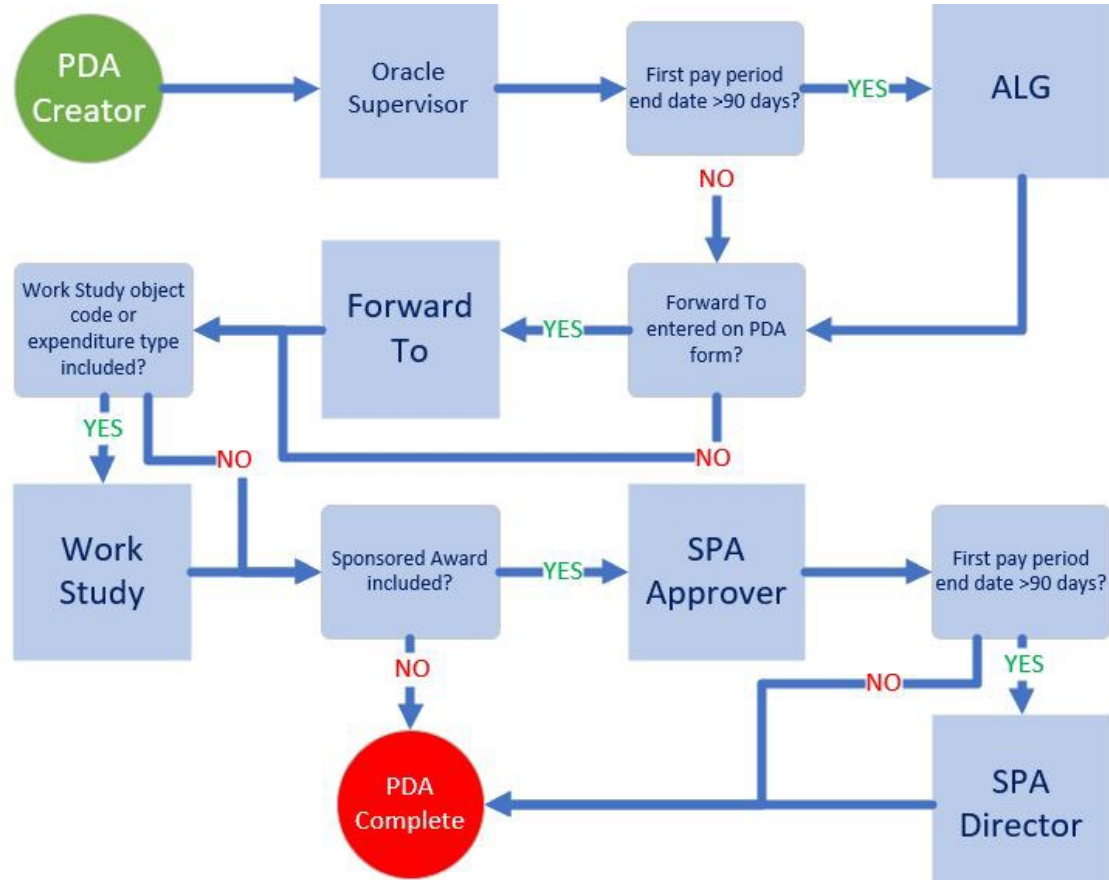 PDA
Creator
Oracle
Supervisor
First pay period
end date >90 days?
YES
ALG
NO
Work Study object
code or
expenditure type
included?
Forward
To
YES
Forward To
entered on PDA
form?
YES
NO
NO
Work
Study
Sponsored Award
included?
YES
SPA
Approver
First pay period
end date >90 days?
NO
NO
YES
PDA
Complete
SPA
Director